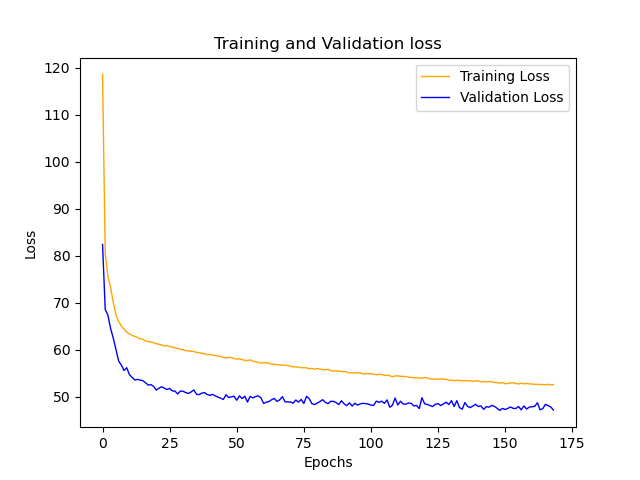 Training and Validation loss
Training Loss
Validation Loss
120
110
100
90
80
70
60
50
Loss
0 25 50 75 100 125 150 175
Epochs